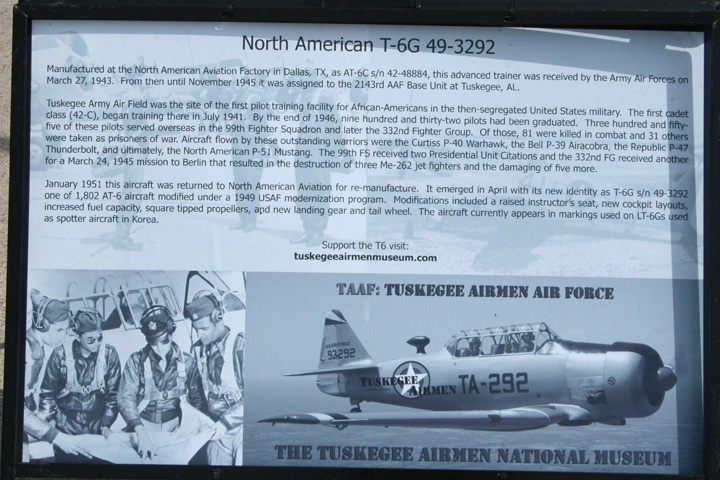 North American T-6G 49-3292
Manufactured at the North American Aviation Factory in Dallas, TX, as AT-6C s/n 42-48884, this advanced trainer was received by the Army Air Forces on
March 27, 1943. From then until November 1945 it was assigned to the 2143rd AAF Base Unit at Tuskegee, AL.
Tuskegee Army Air Field was the site of the first pilot training facility for African-Americans in the then-segregated United States military. The first cadet
class (42-C), began training there in July 1941. By the end of 1946, nine hundred and thirty-two pilots had been graduated. Three hundred and fifty-
five of these pilots served overseas in the 99th Fighter Squadron and later the 332nd Fighter Group. Of those, 81 were killed in combat and 31 others
were taken as prisoners of war. Aircraft flown by these outstanding warriors were the Curtiss P-40 Warhawk, the Bell P-39 Airacobra, the Republic P-47
Thunderbolt, and ultimately, the North American P-51 Mustang. The 99th FS received two Presidential Unit Citations and the 332nd FG received another
for a March 24, 1945 mission to Berlin that resulted in the destruction of three Me-262 jet fighters and the damaging of five more.
January 1951 this aircraft was returned to North American Aviation for re-manufacture. It emerged in April with its new identity as T-6G s/n 49-3292
one of 1,802 AT-6 aircraft modified under a 1949 USAF modernization program. Modifications included a raised instructor's seat, new cockpit layouts,
increased fuel capacity, square tipped propellers, and new landing gear and tail wheel. The aircraft currently appears in markings used on LT-6Gs used
as spotter aircraft in Korea.
Support the T6 visit:
tuskegeeairmenmuseum.com
TAAF: TUSKEGEE AIRMEN AIR FORCE
U.S.AIR FORCE
93292
TUSKEGEE AIRMEN TA-292
THE TUSKEGEE AIRMEN NATIONAL MUSEUM